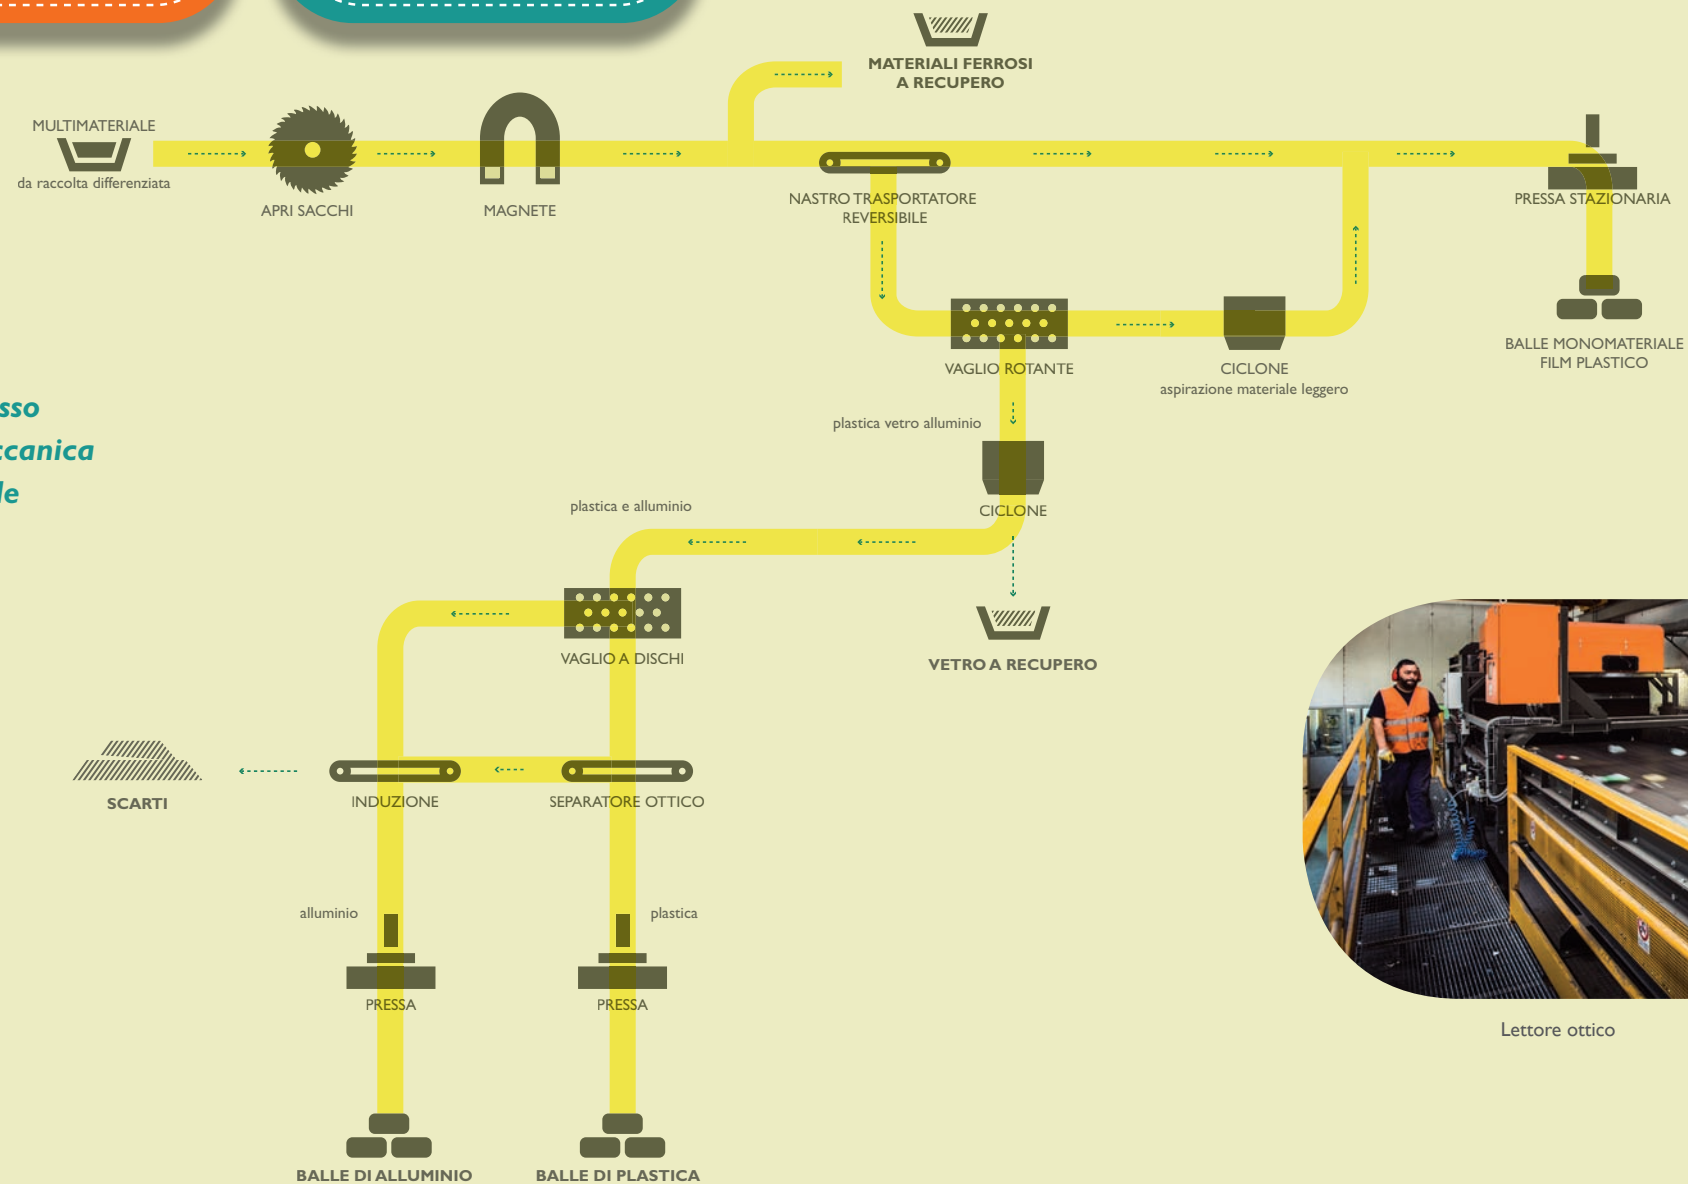 MATERIALI FERROSI
A RECUPERO
MULTIMATERIALE
da raccolta differenziata
APRI SACCHI
MAGNETE
NASTRO TRASPORTATORE
REVERSIBILE
PRESSA STAZIONARIA
BALLE MONOMATERIALE
FILM PLASTICO
VAGLIO ROTANTE
CICLONE
aspirazione materiale leggero
plastica vetro alluminio
CICLONE
plastica e alluminio
VAGLIO A DISCHI
VETRO A RECUPERO
SCARTI
INDUZIONE
SEPARATORE OTTICO
alluminio
plastica
PRESSA
PRESSA
Lettore ottico
BALLE DI ALLUMINIO
BALLE DI PLASTICA